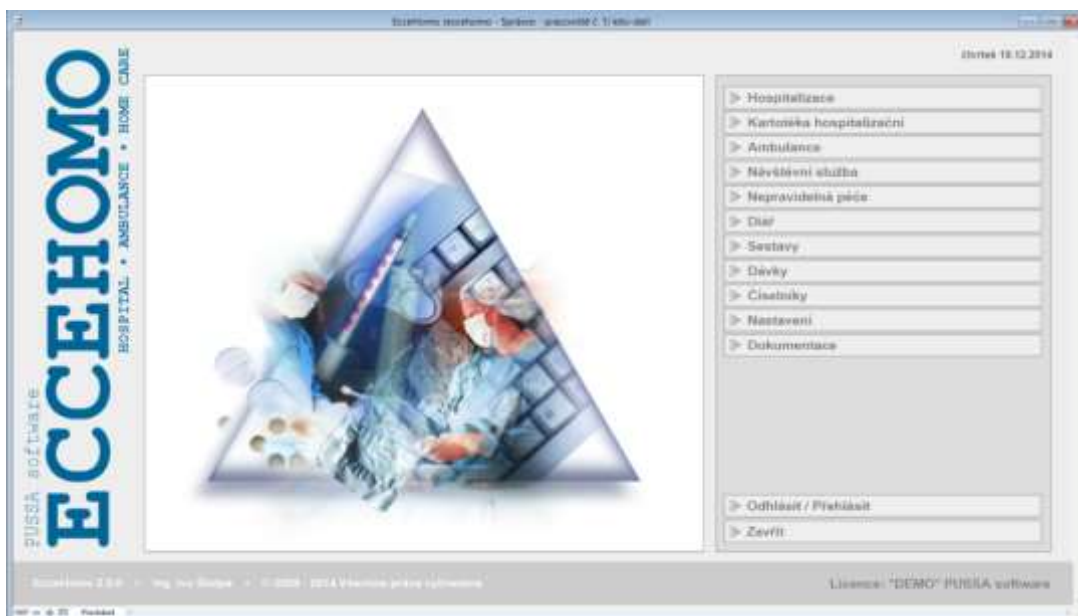 čtvrtek 18.12.2014
PUSSA software
ECCEHOMO
HOSPITAL • AMBULANCE • HOME CARE
Hospitalizace
Kartotéka hospitalizační
Ambulance
Návštěvní služba
Nepravidelná péče
Diář
Sestavy
Dávky
Číselníky
Nastavení
Dokumentace
Odhlásit / Přehlásit
Zavřít
Licence: "DEMO" PUSSA software